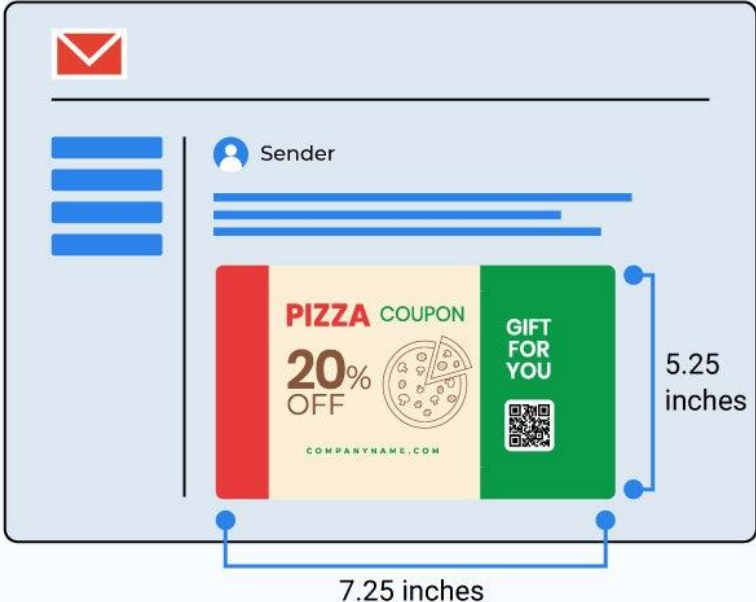 Sender
PIZZA COUPON
20%
OFF
COMPANYNAME.COM
GIFT
FOR
YOU
5.25
inches
7.25 inches